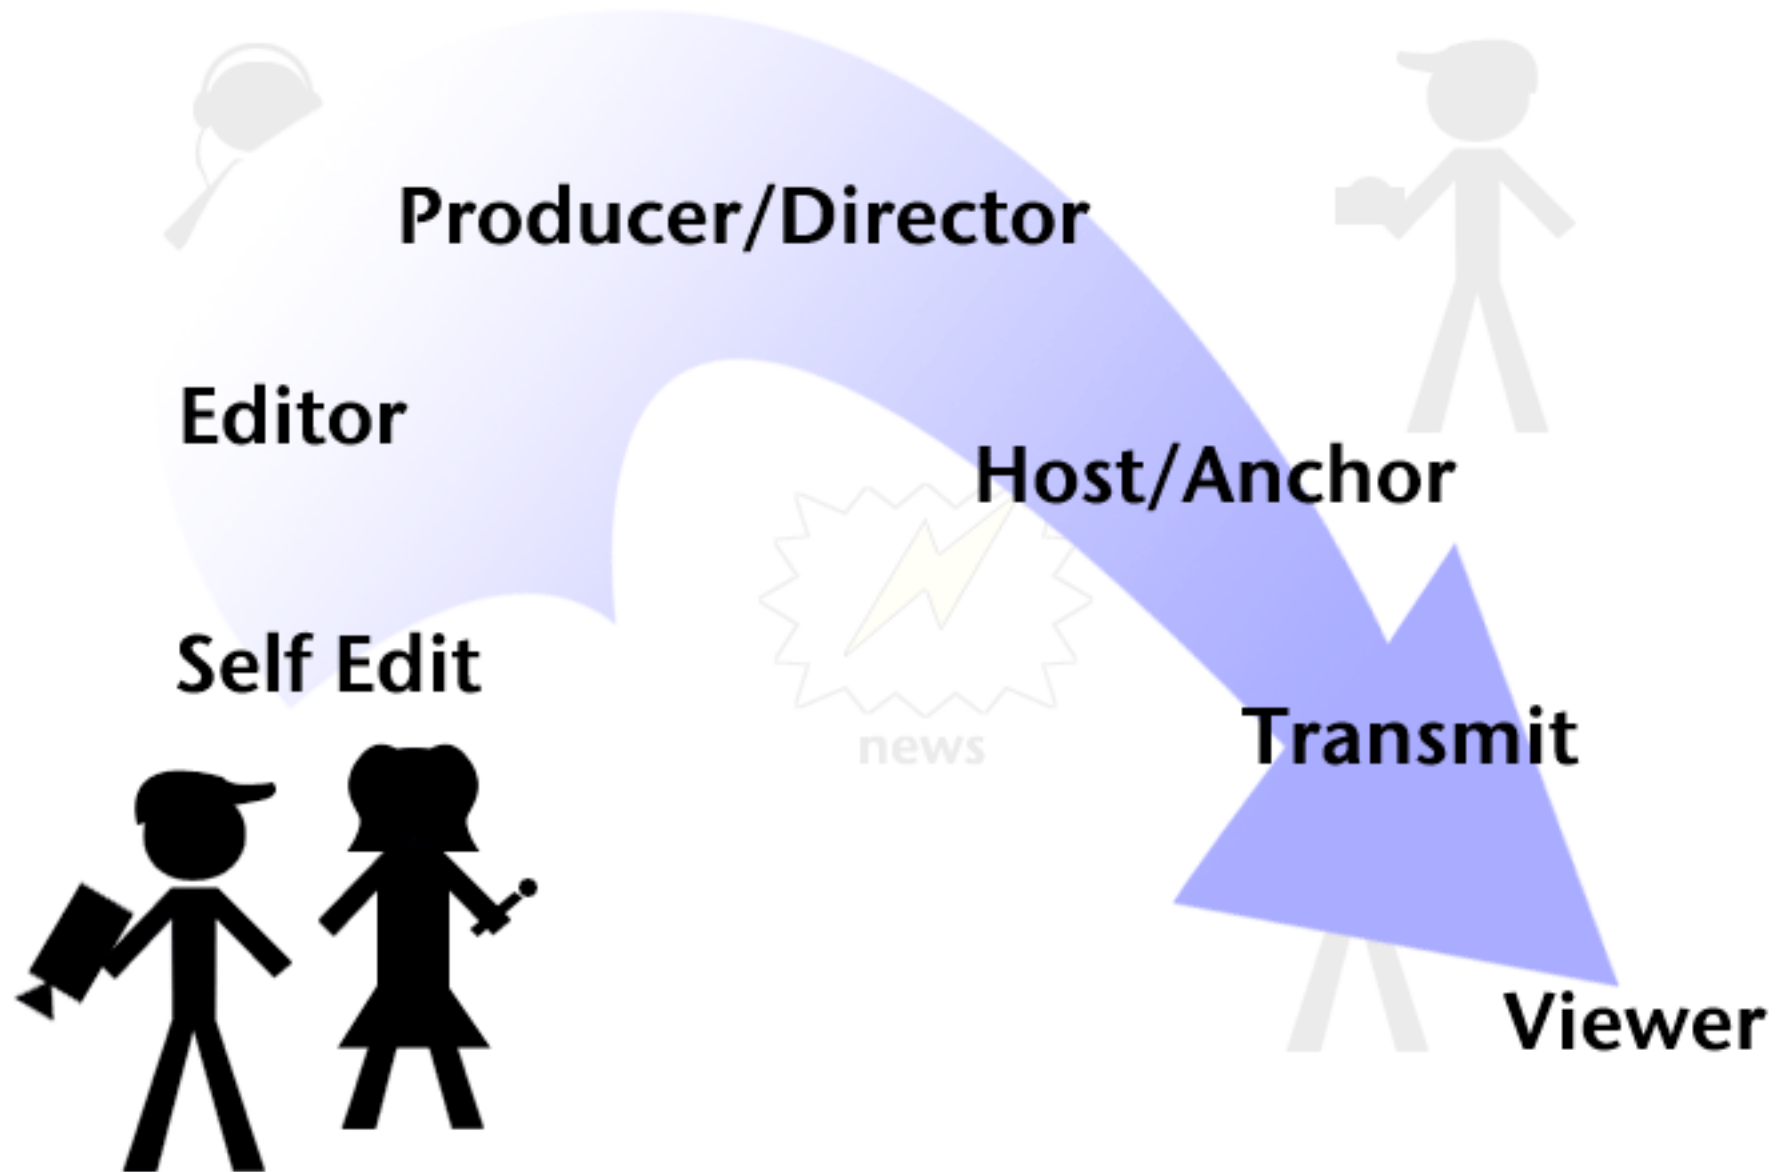 Producer/Director
Editor
Host/Anchor
Self Edit
Transmit
news
Viewer